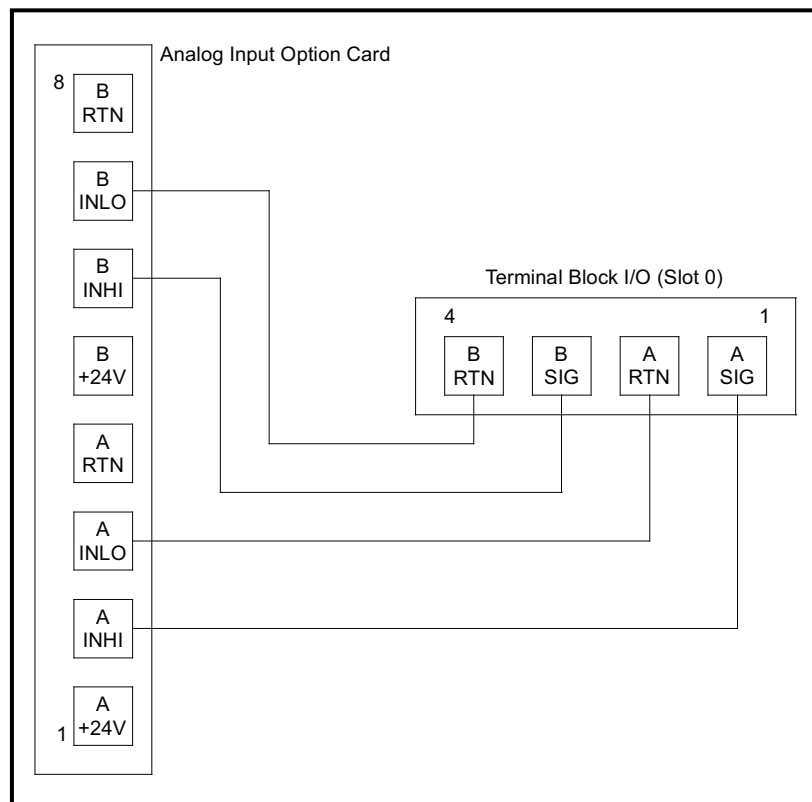 Analog Input Option Card
8
B
RTN
B
INLO
B
INHI
B
+24V
A
RTN
A
INLO
A
INHI
A
+24V
1
Terminal Block I/O (Slot 0)
4
1
B
RTN
B
SIG
A
RTN
A
SIG